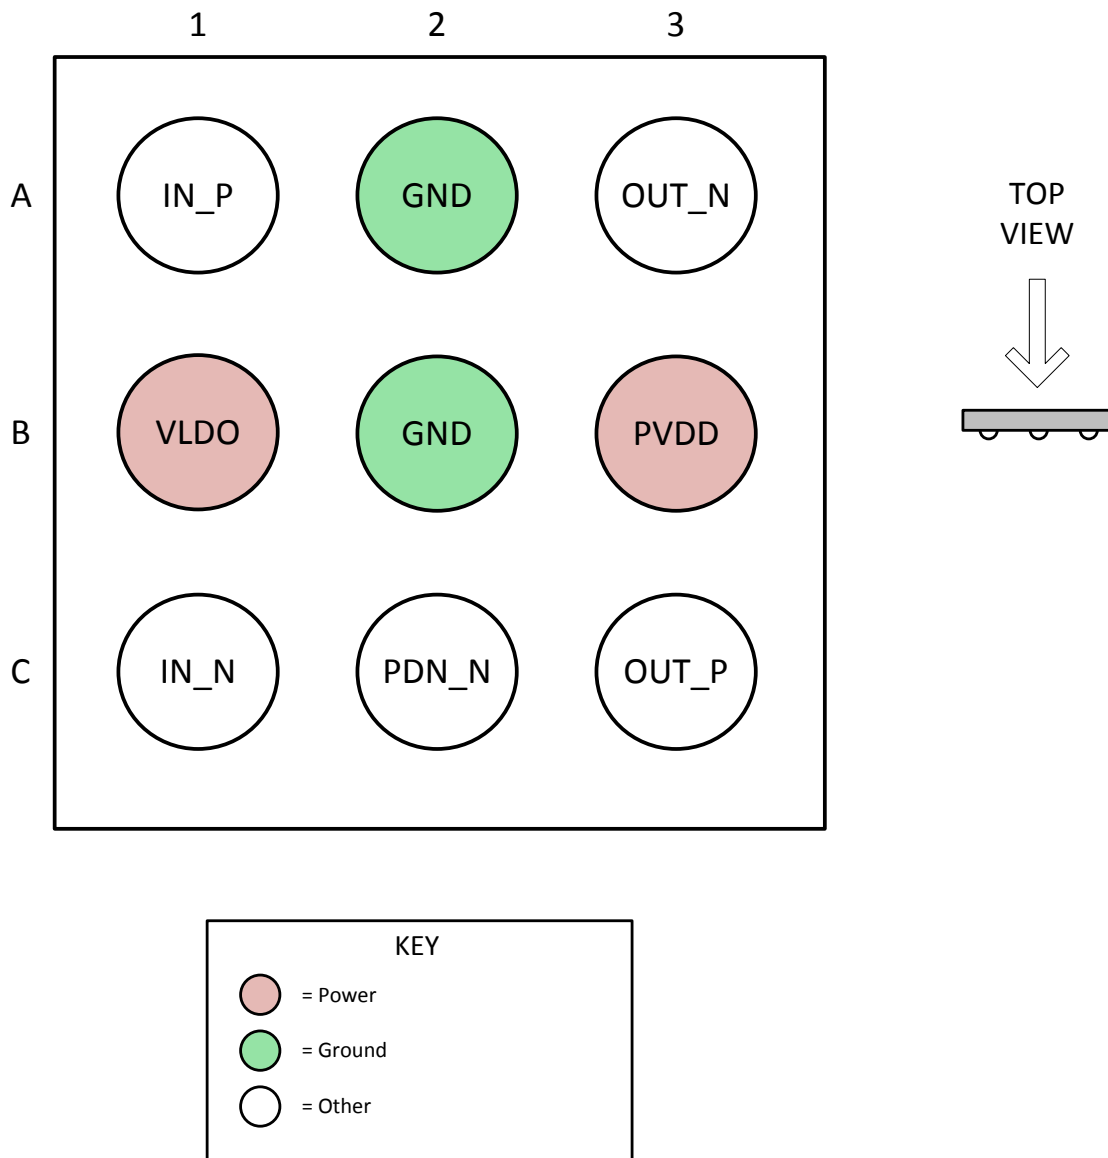 1 2 3
A IN_P GND OUT_N
TOP
VIEW
B VLDO GND PVDD
C IN_N PDN_N OUT_P
KEY
= Power
= Ground
= Other